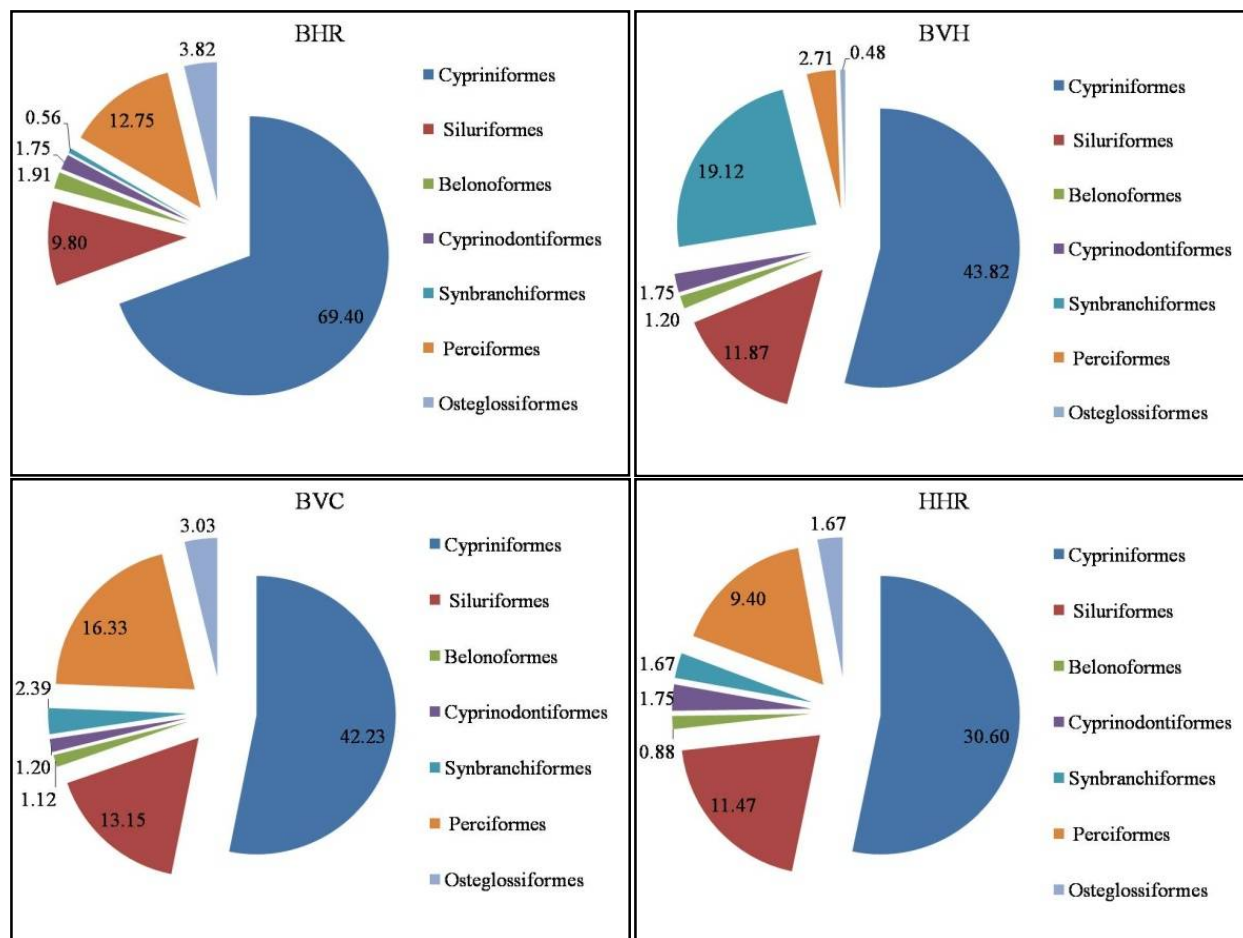 BHR
3.82
12.75
0.56
1.75
1.91
9.80
69.40
Cypriniformes
Siluriformes
Belonoformes
Cyprinodontiformes
Synbranchiformes
Perciformes
Osteglossiformes
BVH
2.71
0.48
19.12
1.75
1.20
11.87
43.82
Cypriniformes
Siluriformes
Belonoformes
Cyprinodontiformes
Synbranchiformes
Perciformes
Osteglossiformes
BVC
3.03
16.33
2.39
1.20
1.12
13.15
42.23
Cypriniformes
Siluriformes
Belonoformes
Cyprinodontiformes
Synbranchiformes
Perciformes
Osteglossiformes
HHR
1.67
9.40
1.67
1.75
0.88
11.47
30.60
Cypriniformes
Siluriformes
Belonoformes
Cyprinodontiformes
Synbranchiformes
Perciformes
Osteglossiformes